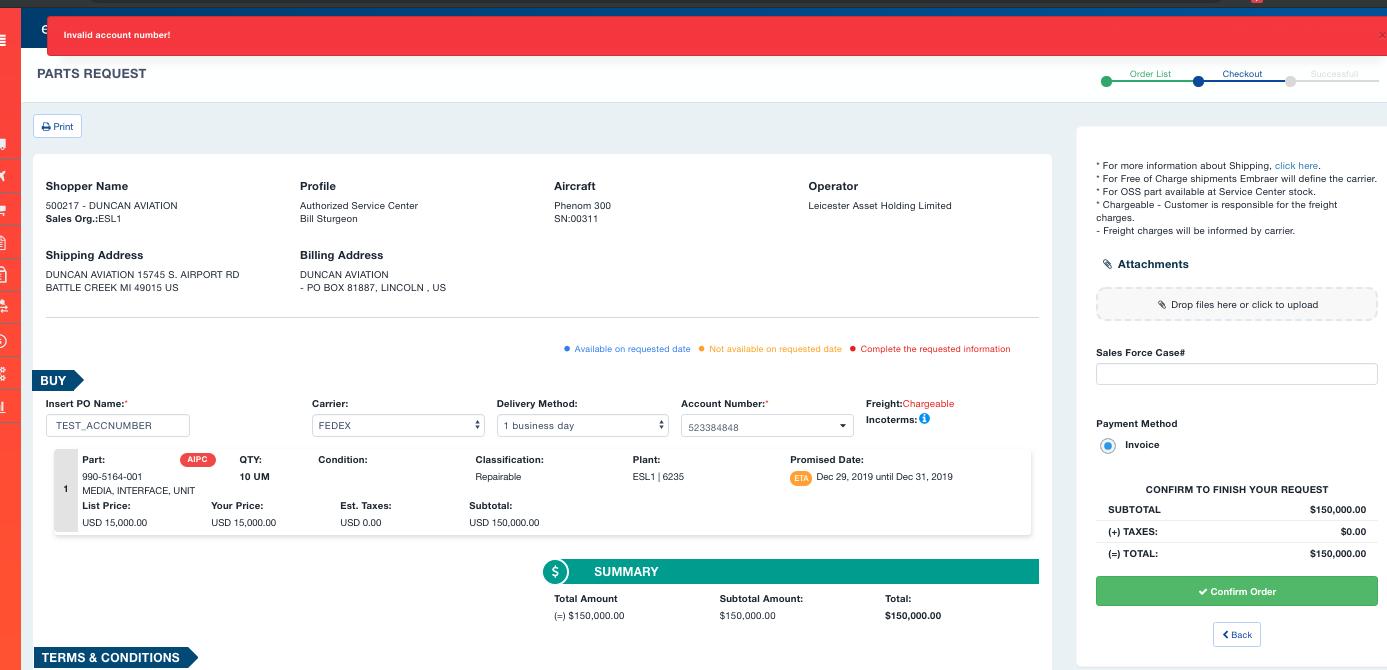 Invalid account number!
×
PARTS REQUEST
Order List
Checkout
Successfull
Print
Shopper Name
500217 - DUNCAN AVIATION
Sales Org.:ESL1
Profile
Authorized Service Center
Bill Sturgeon
Aircraft
Phenom 300
SN:00311
Operator
Leicester Asset Holding Limited
Shipping Address
DUNCAN AVIATION 15745 S. AIRPORT RD
BATTLE CREEK MI 49015 US
Billing Address
DUNCAN AVIATION
- PO BOX 81887, LINCOLN , US
Available on requested date
Not available on requested date
Complete the requested information
BUY
Insert PO Name:*
TEST_ACCNUMBER
Carrier:
FEDEX
Delivery Method:
1 business day
Account Number:*
523384848
Freight:Chargeable
Incoterms:
1
Part:
AIPC
990-5164-001
MEDIA, INTERFACE, UNIT
QTY:
10 UM
Condition:
Classification:
Repairable
Plant:
ESL1 | 6235
Promised Date:
ETA Dec 29, 2019 until Dec 31, 2019
List Price:
USD 15,000.00
Your Price:
USD 15,000.00
Est. Taxes:
USD 0.00
Subtotal:
USD 150,000.00
$ SUMMARY
Total Amount
(=) $150,000.00
Subtotal Amount:
$150,000.00
Total:
$150,000.00
TERMS & CONDITIONS
* For more information about Shipping, click here.
* For Free of Charge shipments Embraer will define the carrier.
* For OSS part available at Service Center stock.
* Chargeable - Customer is responsible for the freight
charges.
- Freight charges will be informed by carrier.
Attachments
Drop files here or click to upload
Sales Force Case#
Payment Method
Invoice
CONFIRM TO FINISH YOUR REQUEST
SUBTOTAL $150,000.00
(+) TAXES: $0.00
(=) TOTAL: $150,000.00
Confirm Order
Back